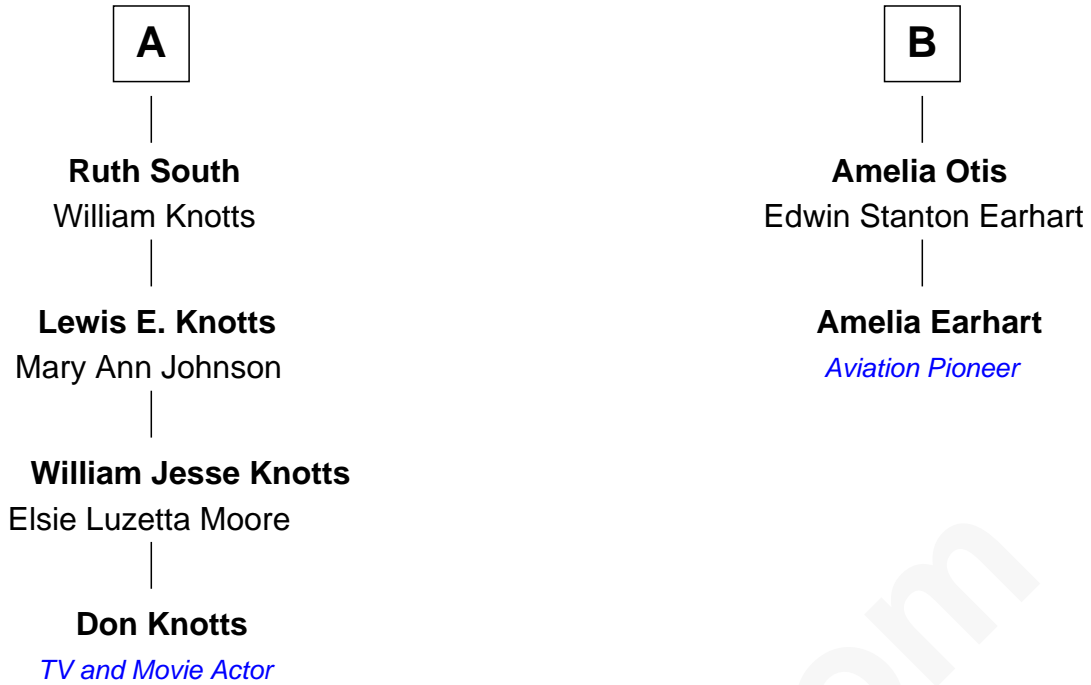 A
Ruth South
William Knotts
Lewis E. Knotts
Mary Ann Johnson
William Jesse Knotts
Elsie Luzetta Moore
Don Knotts
TV and Movie Actor
B
Amelia Otis
Edwin Stanton Earhart
Amelia Earhart
Aviation Pioneer
om